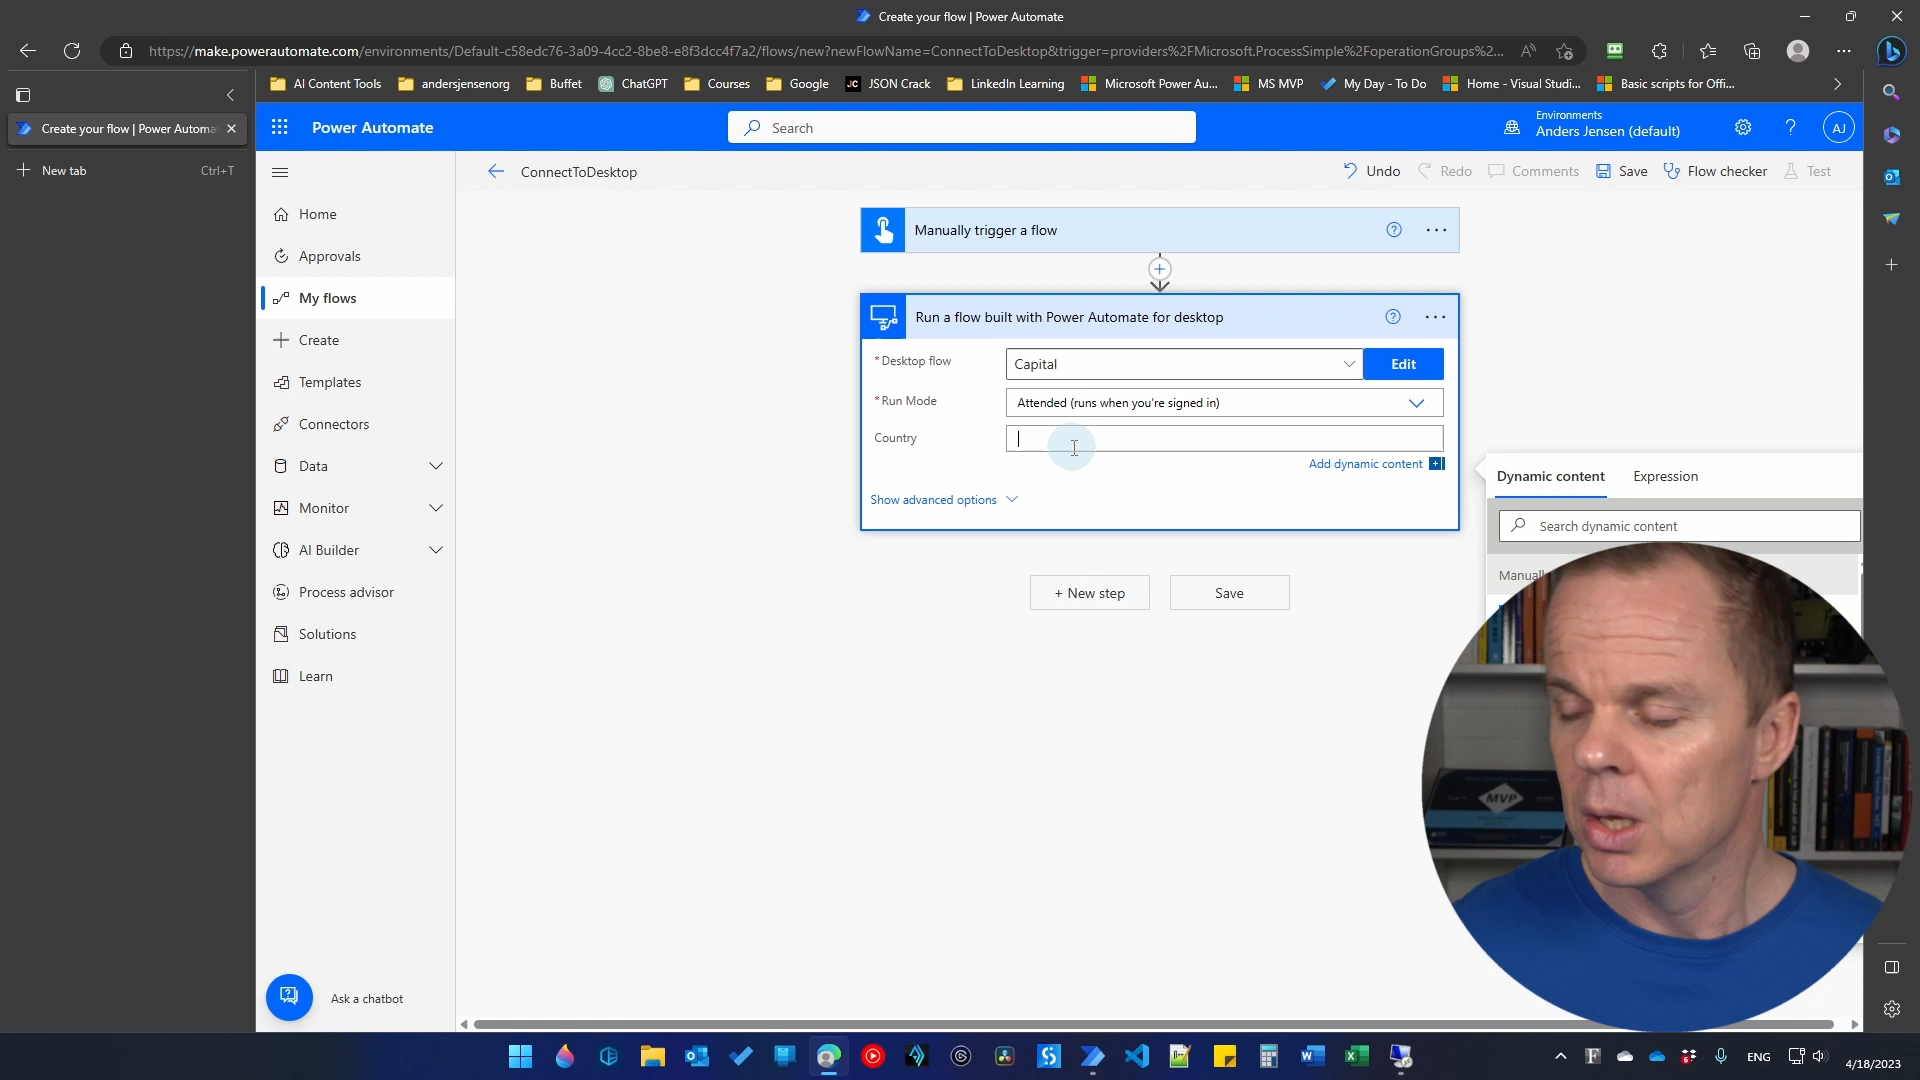 Create your flow | Power Automate
https://make.powerautomate.com/environments/Default-c58edc76-3a09-4cc2-8be8-e8f3dcc4f7a2/flows/new?newFlowName=ConnectToDesktop&trigger=providers%2FMicrosoft.ProcessSimple%2FoperationGroups%2...
AI Content Tools
andersjensenorg
Buffet
ChatGPT
Courses
Google
JC JSON Crack
LinkedIn Learning
Microsoft Power Au...
MS MVP
My Day - To Do
Home - Visual Studi...
Basic scripts for Offi...
Create your flow | Power Automa
New tab Ctrl+T
Power Automate
Search
Environments
Anders Jensen (default)
AJ
ConnectToDesktop
Undo
Redo
Comments
Save
Flow checker
Test
Home
Approvals
My flows
Create
Templates
Connectors
Data
Monitor
AI Builder
Process advisor
Solutions
Learn
Ask a chatbot
Manually trigger a flow
Run a flow built with Power Automate for desktop
*Desktop flow
Capital
Edit
*Run Mode
Attended (runs when you're signed in)
Country
Add dynamic content
Show advanced options
+ New step
Save
Dynamic content
Expression
Search dynamic content
Manuall
MVP
ENG
4/18/2023